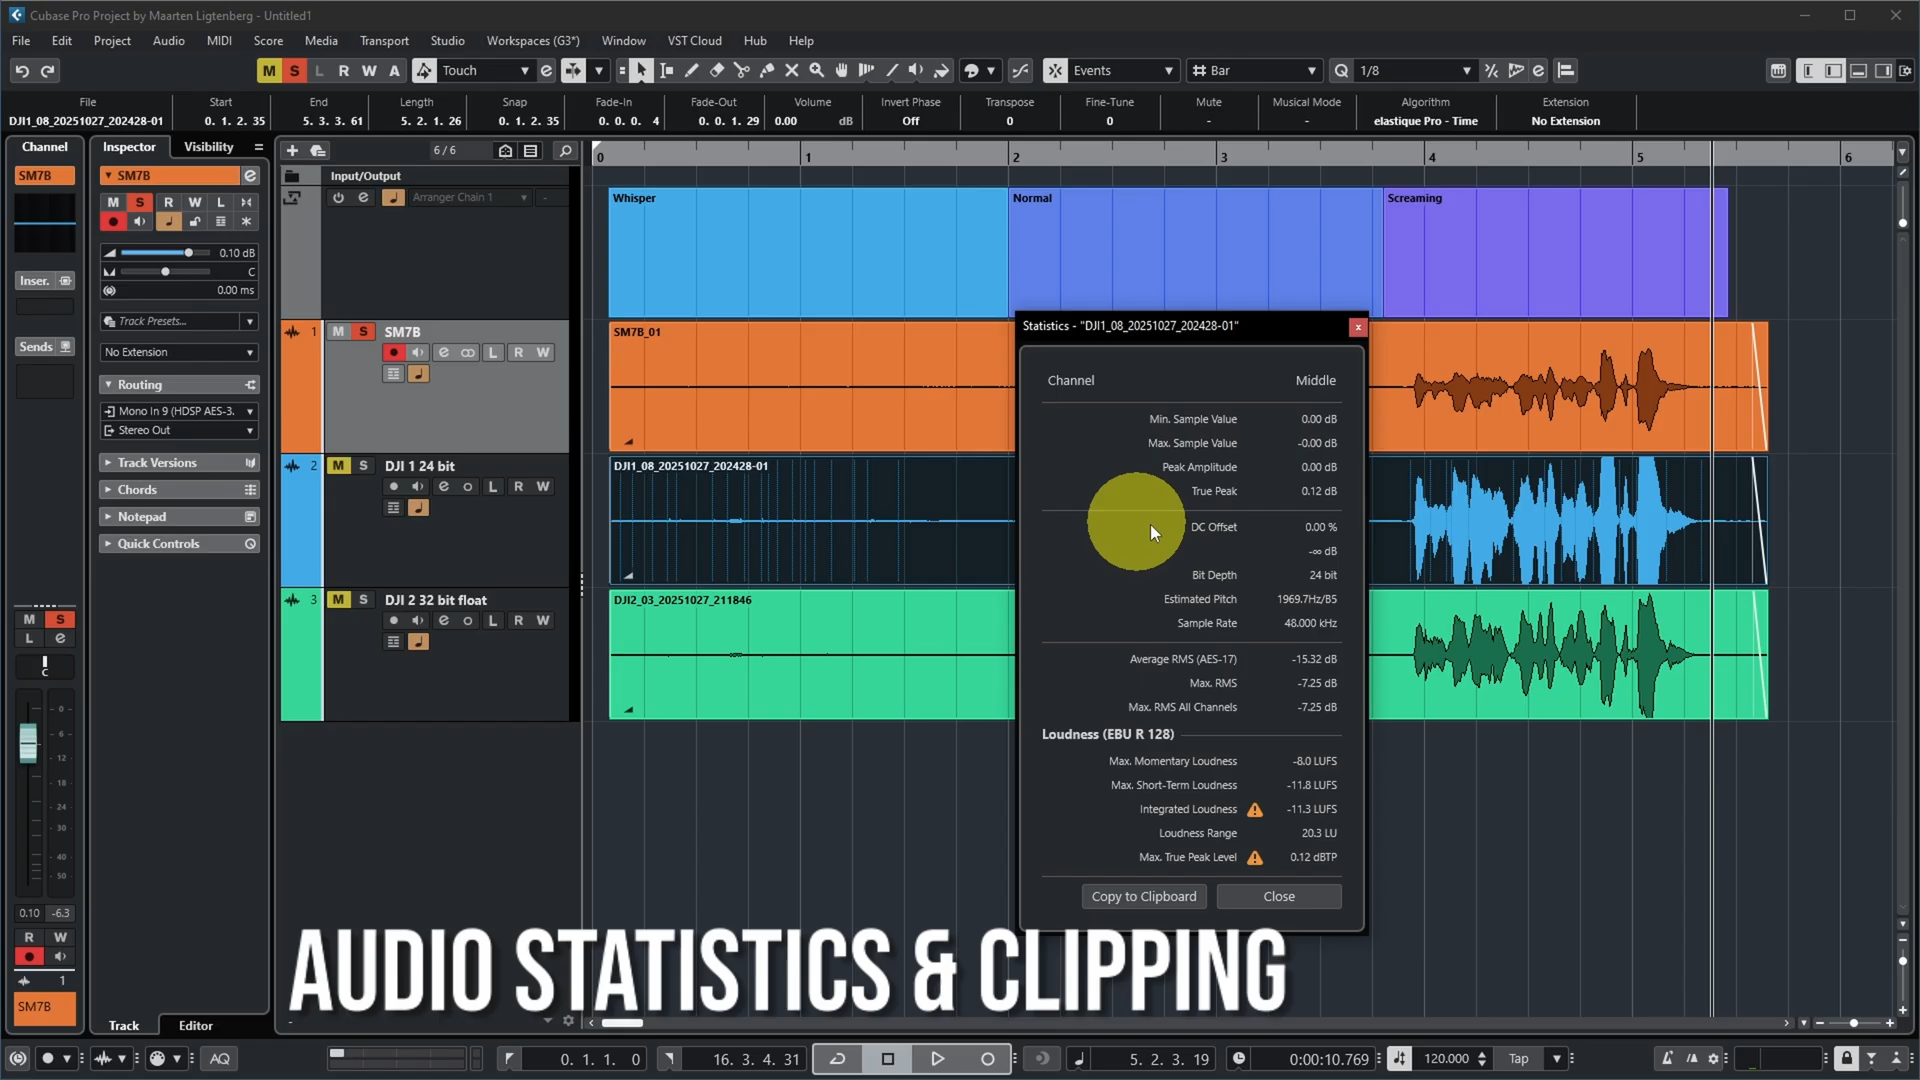 Cubase Pro Project by Maarten Ligtenberg - Untitled1
File Edit Project Audio MIDI Score Media Transport Studio Workspaces (G3*) Window VST Cloud Hub Help
M S L R W A Touch Events Bar Q 1/8
File Start End Length Snap Fade-In Fade-Out Volume Invert Phase Transpose Fine-Tune Mute Musical Mode Algorithm Extension
DJI1_08_20251027_202428-01 0. 1. 2. 35 5. 3. 3. 61 5. 2. 1. 26 0. 1. 2. 35 0. 0. 0. 4 0. 0. 1. 29 0.00 dB Off 0 0 - - elastique Pro - Time No Extension
Channel Inspector Visibility 6 / 6 0 1 2 3 4 5 6
SM7B SM7B Input/Output
Arranger Chain 1 -
Whisper Normal Screaming
M S R W L
0.10 dB
C
Inser. 0.00 ms
Track Presets...
Sends No Extension
Routing
Mono In 9 (HDSP AES-3.
Stereo Out
Track Versions
Chords
Notepad
Quick Controls
1 M S SM7B SM7B_01
L R W
2 M S DJI 1 24 bit DJI1_08_20251027_202428-01
L R W
3 M S DJI 2 32 bit float DJI2_03_20251027_211846
L R W
Statistics - "DJI1_08_20251027_202428-01"
Channel Middle
Min. Sample Value 0.00 dB
Max. Sample Value -0.00 dB
Peak Amplitude 0.00 dB
True Peak 0.12 dB
DC Offset 0.00 %
-∞ dB
Bit Depth 24 bit
Estimated Pitch 1969.7Hz/B5
Sample Rate 48.000 kHz
Average RMS (AES-17) -15.32 dB
Max. RMS -7.25 dB
Max. RMS All Channels -7.25 dB
Loudness (EBU R 128)
Max. Momentary Loudness -8.0 LUFS
Max. Short-Term Loudness -11.8 LUFS
Integrated Loudness -11.3 LUFS
Loudness Range 20.3 LU
Max. True Peak Level 0.12 dBTP
Copy to Clipboard Close
M S
L e
C
0
6
12
18
24
30
40
50
0.10 -6.3
R W
1
SM7B
AUDIO STATISTICS & CLIPPING
Track Editor
AQ 0. 1. 1. 0 16. 3. 4. 31 5. 2. 3. 19 0:00:10.769 120.000 Tap